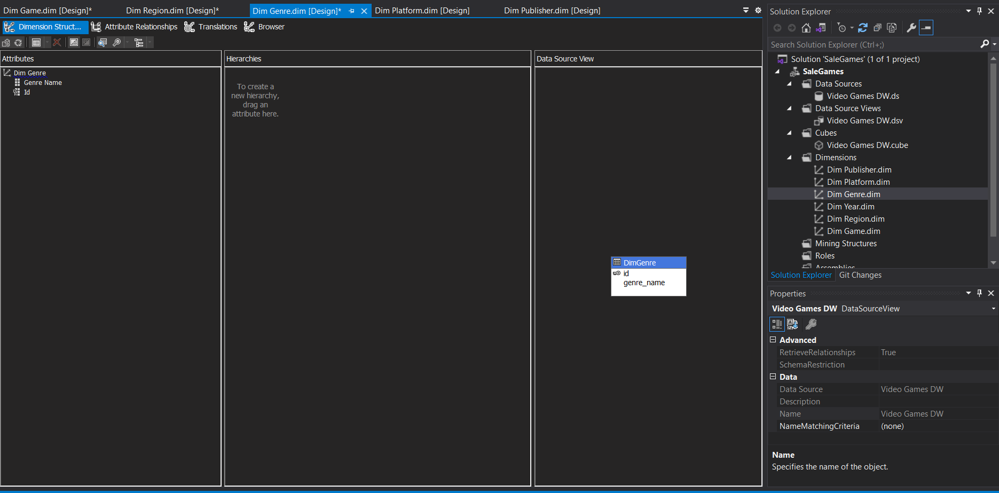 Dim Game.dim [Design]*
Dim Region.dim [Design]*
Dim Genre.dim [Design]*
Dim Platform.dim [Design]
Dim Publisher.dim [Design]
Dimension Struct...
Attribute Relationships
Translations
Browser
Attributes
Dim Genre
Genre Name
Id
Hierarchies
To create a
new hierarchy,
drag an
attribute here.
Data Source View
DimGenre
id
genre_name
Solution Explorer
Search Solution Explorer (Ctrl+;)
Solution 'SaleGames' (1 of 1 project)
SaleGames
Data Sources
Video Games DW.ds
Data Source Views
Video Games DW.dsv
Cubes
Video Games DW.cube
Dimensions
Dim Publisher.dim
Dim Platform.dim
Dim Genre.dim
Dim Year.dim
Dim Region.dim
Dim Game.dim
Mining Structures
Roles
Assemblies
Solution Explorer
Git Changes
Properties
Video Games DW DataSourceView
Advanced
RetrieveRelationships True
SchemaRestriction
Data
Data Source Video Games DW
Description
Name Video Games DW
NameMatchingCriteria (none)
Name
Specifies the name of the object.